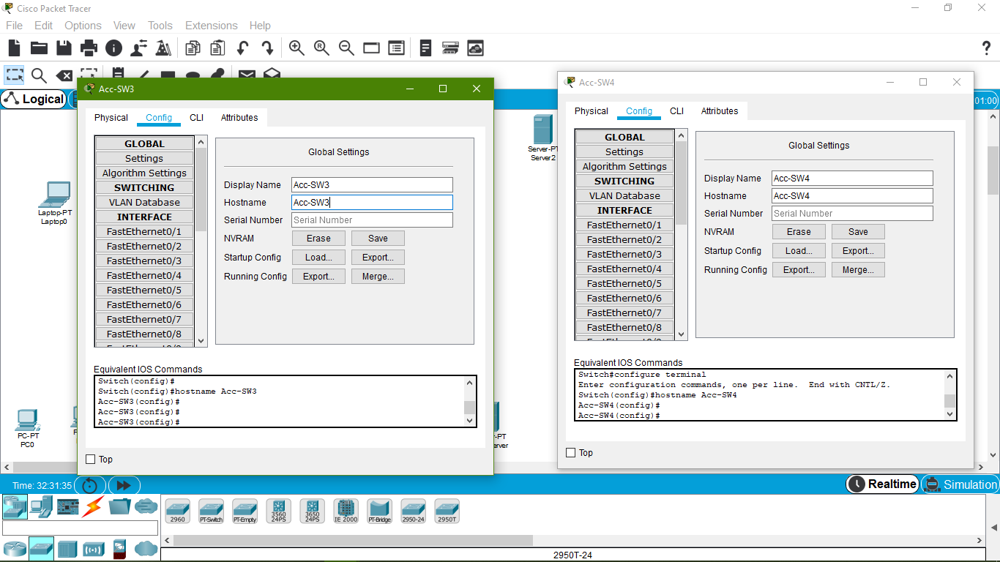 Cisco Packet Tracer
File Edit Options View Tools Extensions Help
?
Logical
01:00
Acc-SW3
Physical Config CLI Attributes
GLOBAL
Settings
Algorithm Settings
SWITCHING
VLAN Database
INTERFACE
FastEthernet0/1
FastEthernet0/2
FastEthernet0/3
FastEthernet0/4
FastEthernet0/5
FastEthernet0/6
FastEthernet0/7
FastEthernet0/8
Global Settings
Display Name Acc-SW3
Hostname Acc-SW3
Serial Number Serial Number
NVRAM Erase Save
Startup Config Load... Export...
Running Config Export... Merge...
Equivalent IOS Commands
Switch(config)#
Switch(config)#hostname Acc-SW3
Acc-SW3(config)#
Acc-SW3(config)#
Acc-SW3(config)#
Top
Acc-SW4
Physical Config CLI Attributes
GLOBAL
Settings
Algorithm Settings
SWITCHING
VLAN Database
INTERFACE
FastEthernet0/1
FastEthernet0/2
FastEthernet0/3
FastEthernet0/4
FastEthernet0/5
FastEthernet0/6
FastEthernet0/7
FastEthernet0/8
Global Settings
Display Name Acc-SW4
Hostname Acc-SW4
Serial Number Serial Number
NVRAM Erase Save
Startup Config Load... Export...
Running Config Export... Merge...
Equivalent IOS Commands
Switch#configure terminal
Enter configuration commands, one per line. End with CNTL/Z.
Switch(config)#hostname Acc-SW4
Acc-SW4(config)#
Acc-SW4(config)#
Top
Server-PT
Server2
Laptop-PT
Laptop0
PC-PT
PC0
r-PT
erver
Time: 32:31:35
Realtime Simulation
2960 PT-Switch PT-Empty 3560 24PS 3650 24PS IE 2000 PT-Bridge 2950-24 2950T
2950T-24